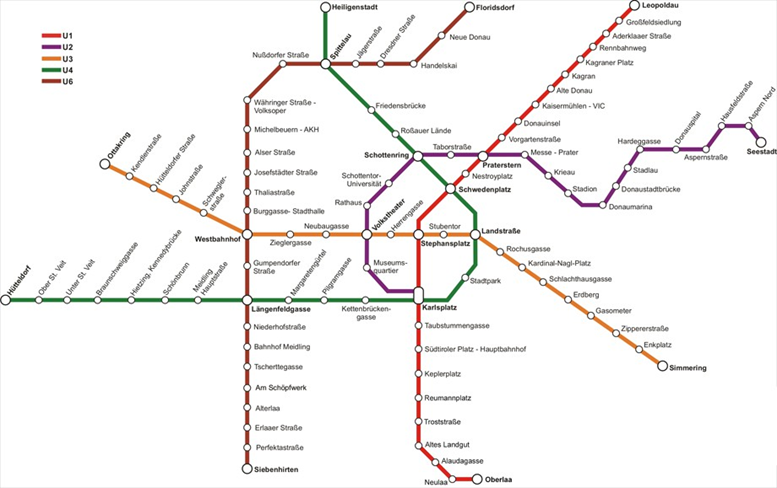 Heiligenstadt
Floridsdorf
Leopoldau
U1
U2
U3
U4
U6
Großfeldsiedlung
Aderklaaer Straße
Rennbahnweg
Kagraner Platz
Kagran
Alte Donau
Kaisermühlen - VIC
Donauinsel
Vorgartenstraße
Neue Donau
Handelskai
Dresdner Straße
Jägerstraße
Spittelau
Nußdorfer Straße
Währinger Straße -
Volksoper
Michelbeuern - AKH
Alser Straße
Josefstädter Straße
Thaliastraße
Burggasse- Stadthalle
Friedensbrücke
Roßauer Lände
Schottenring
Taborstraße
Praterstern
Messe - Prater
Krieau
Stadion
Donaumarina
Donaustadtbrücke
Stadlau
Hardeggasse
Donauspital
Aspernstraße
Hausfeldstraße
Aspern Nord
Seestadt
Nestroyplatz
Schwedenplatz
Schottentor-
Universität
Rathaus
Volkstheater
Herrengasse
Stephansplatz
Stubentor
Landstraße
Ottakring
Kendlerstraße
Hütteldorfer Straße
Johnstraße
Schwegler-
straße
Westbahnhof
Zieglergasse
Neubaugasse
Museums-
quartier
Rochusgasse
Kardinal-Nagl-Platz
Schlachthausgasse
Erdberg
Gasometer
Zippererstraße
Enkplatz
Simmering
Stadtpark
Gumpendorfer
Straße
Hütteldorf
Ober St. Veit
Unter St. Veit
Braunschweiggasse
Hietzing, Kennedybrücke
Schönbrunn
Meidling
Hauptstraße
Längenfeldgasse
Margaretengürtel
Pilgramgasse
Kettenbrücken-
gasse
Karlsplatz
Taubstummengasse
Südtiroler Platz - Hauptbahnhof
Keplerplatz
Reumannplatz
Troststraße
Altes Landgut
Alaudagasse
Neulaa
Oberlaa
Niederhofstraße
Bahnhof Meidling
Tscherttegasse
Am Schöpfwerk
Alterlaa
Erlaaer Straße
Perfektastraße
Siebenhirten